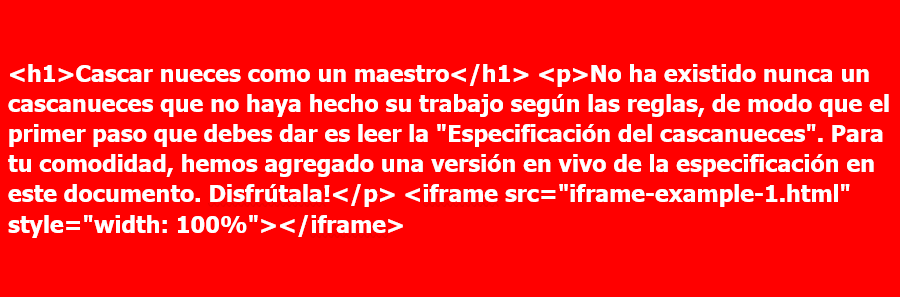 <h1>Cascar nueces como un maestro</h1> <p>No ha existido nunca un
cascanueces que no haya hecho su trabajo según las reglas, de modo que el
primer paso que debes dar es leer la "Especificación del cascanueces". Para
tu comodidad, hemos agregado una versión en vivo de la especificación en
este documento. Disfrútala!</p> <iframe src="iframe-example-1.html"
style="width: 100%"></iframe>